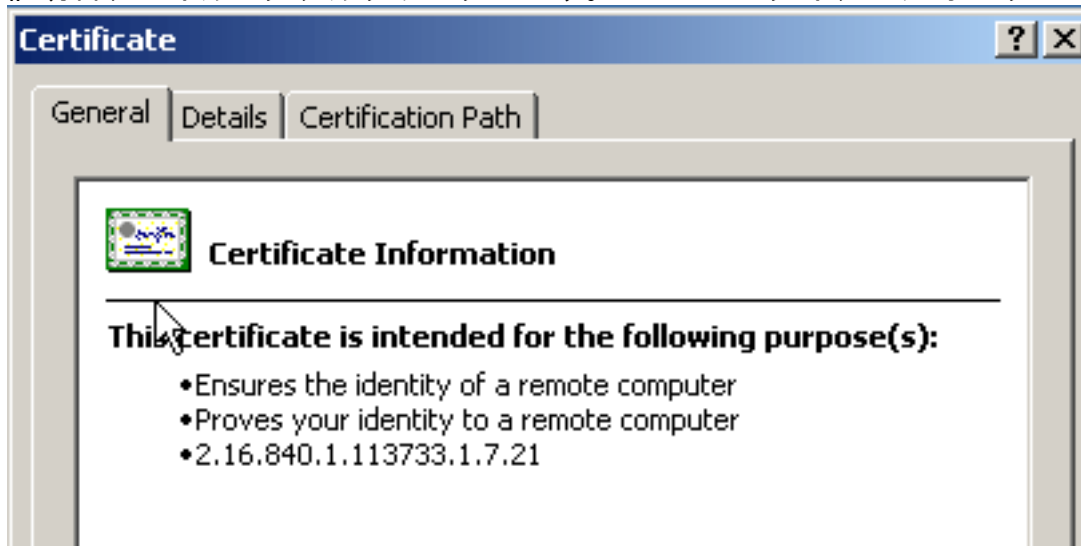 Certificate
General Details Certification Path
Certificate Information
This certificate is intended for the following purpose(s):
•Ensures the identity of a remote computer
•Proves your identity to a remote computer
•2.16.840.1.113733.1.7.21